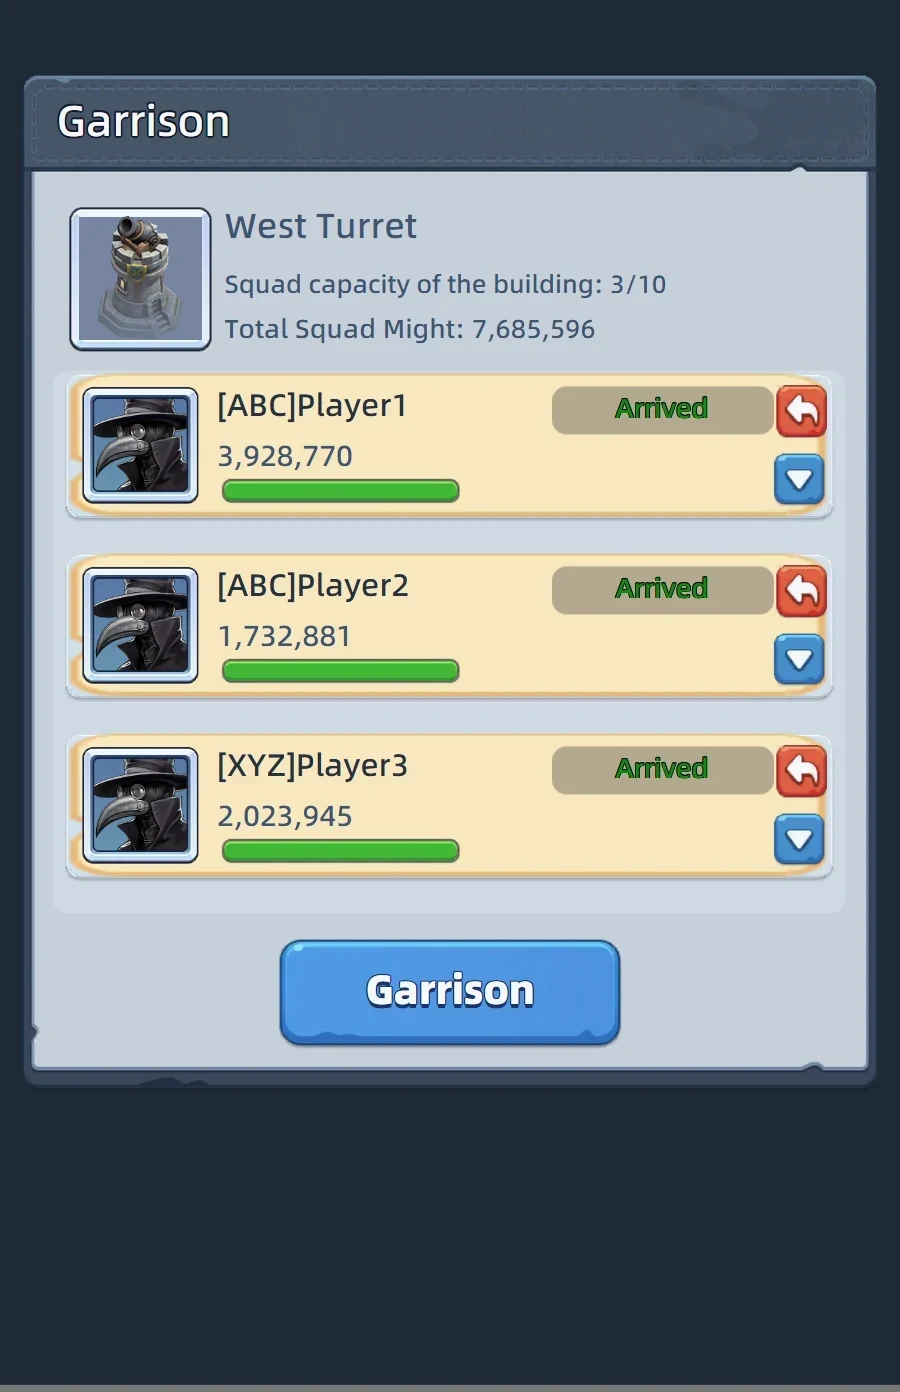 Garrison
West Turret
Squad capacity of the building: 3/10
Total Squad Might: 7,685,596
[ABC]Player1
Arrived
3,928,770
[ABC]Player2
Arrived
1,732,881
[XYZ]Player3
Arrived
2,023,945
Garrison